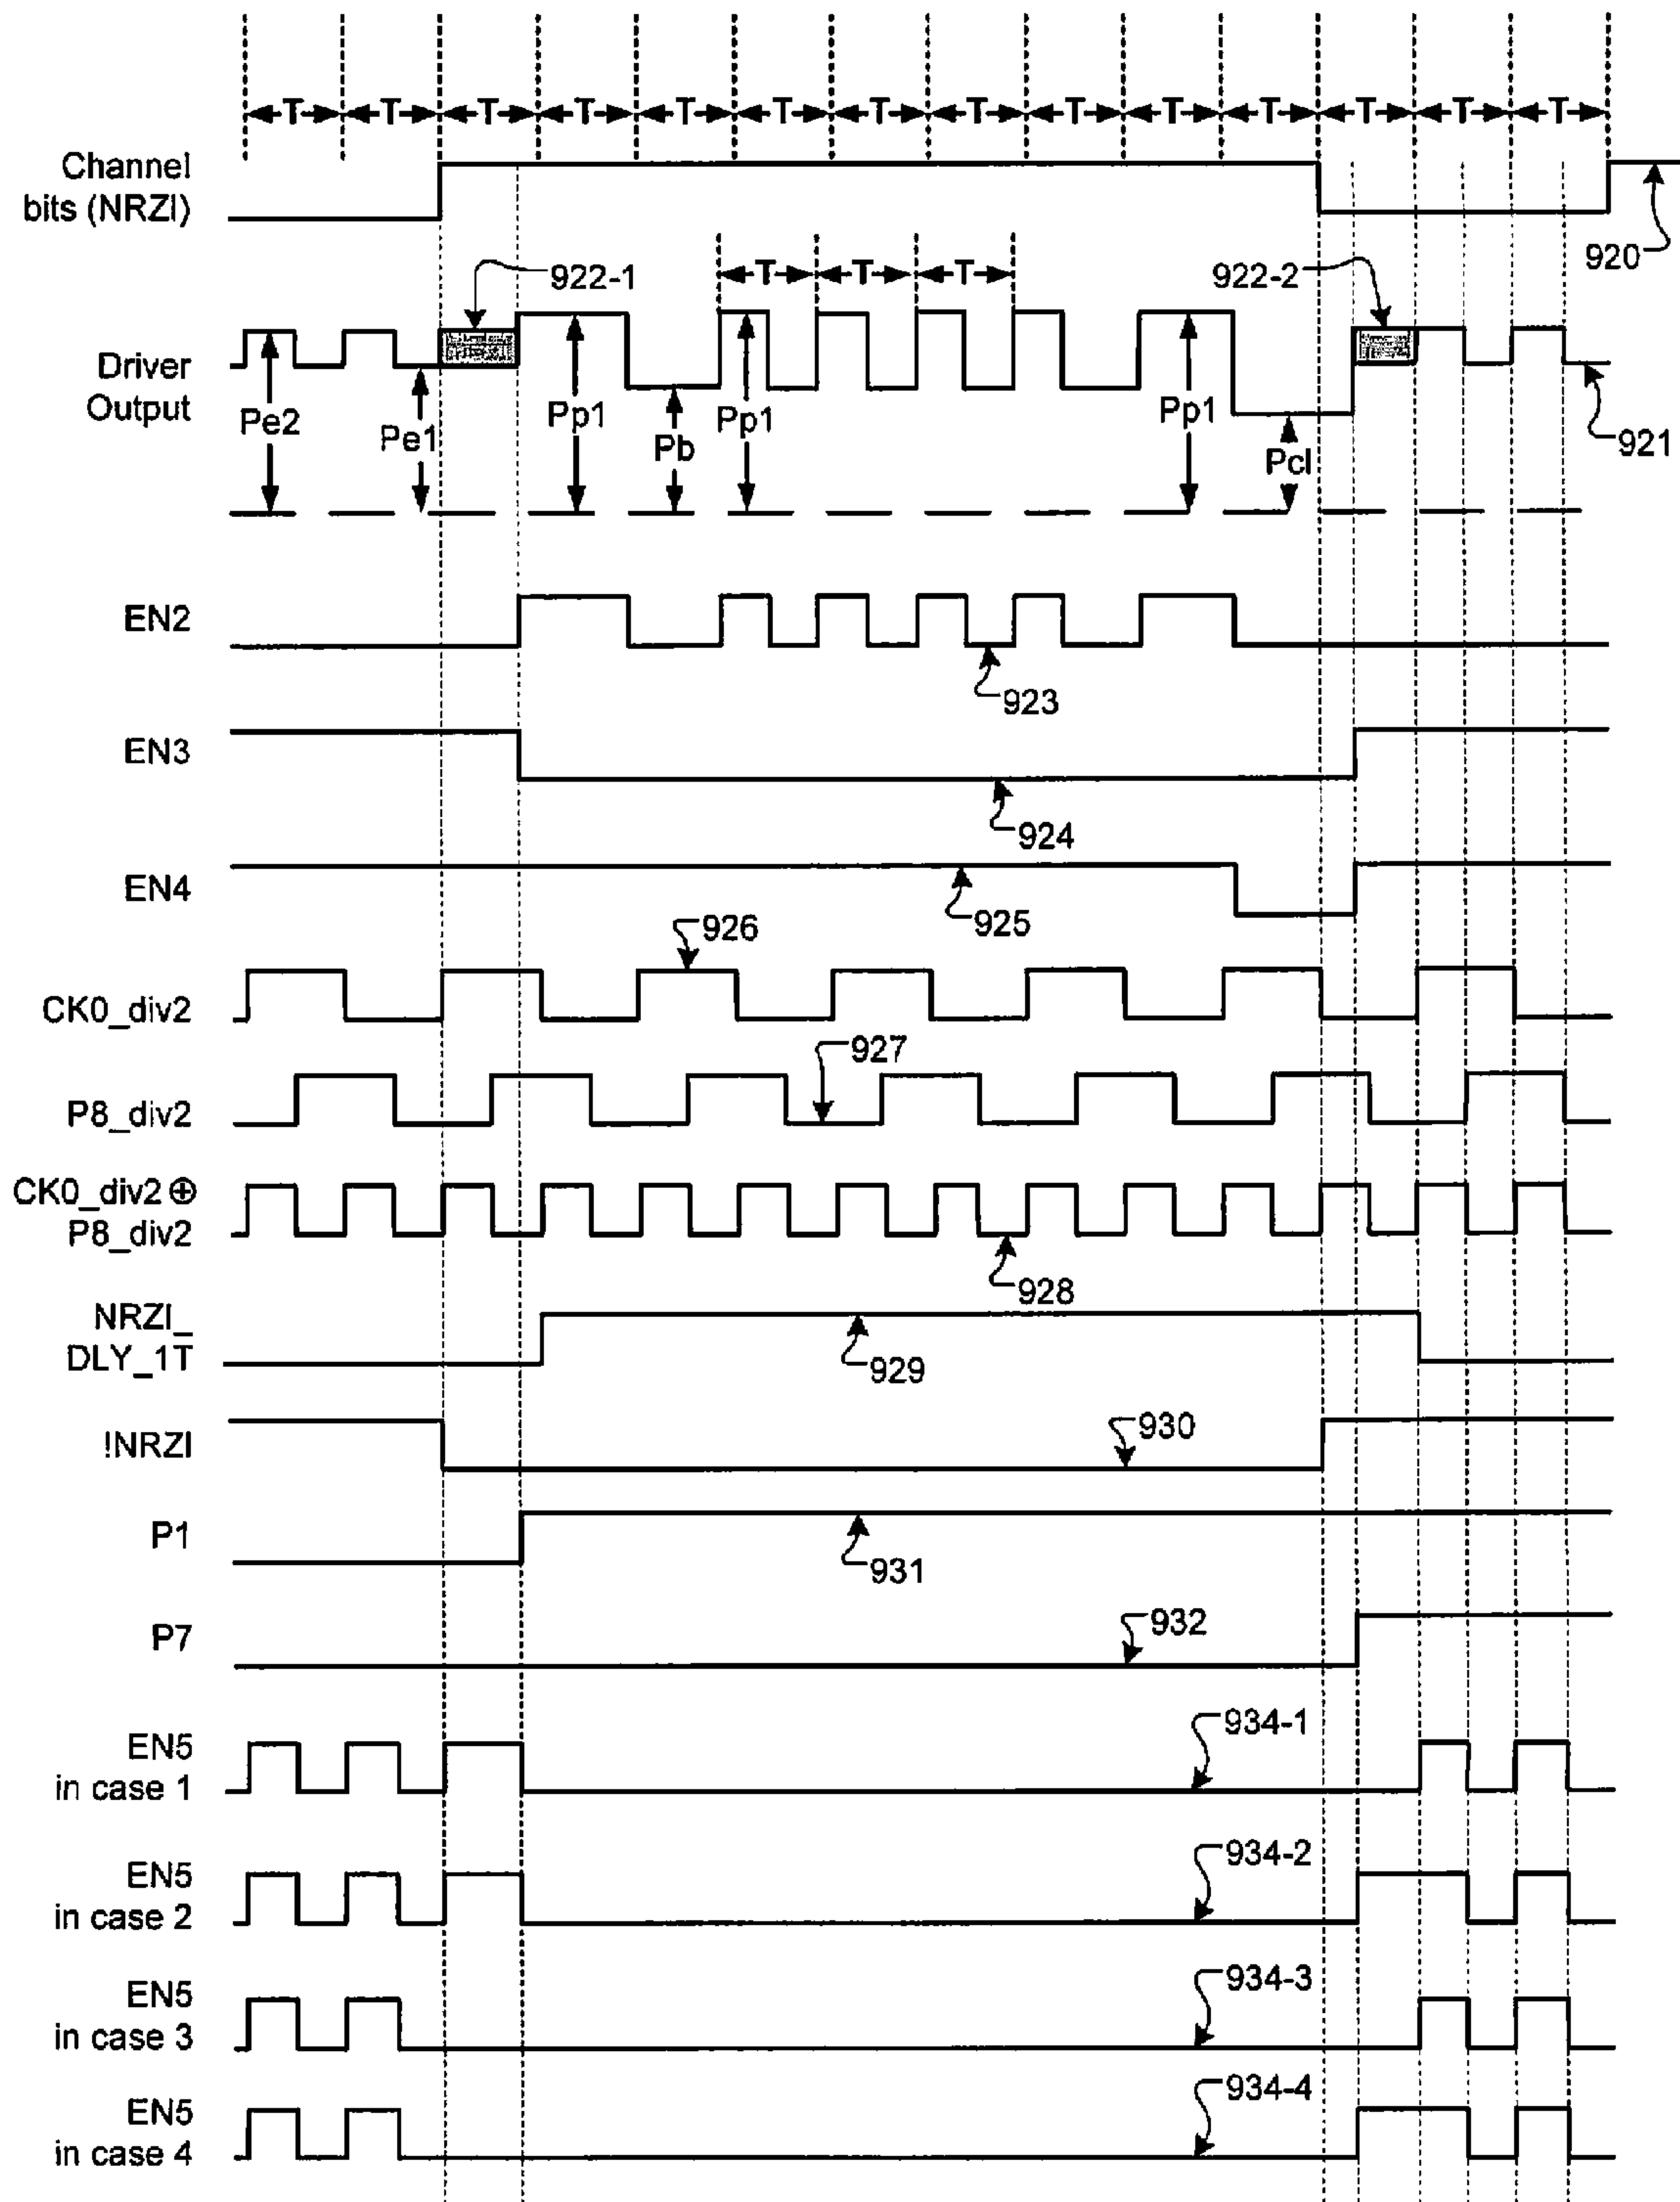 T T T T T T T T T T T T T T
Channel
bits (NRZI)
920
922-1
T T T
922-2
Driver
Output
Pe2
Pe1
Pp1
Pb
Pp1
Pp1
Pcl
921
EN2
923
EN3
924
EN4
925
926
CK0_div2
927
P8_div2
CK0_div2 ⊕
P8_div2
928
NRZI_
DLY_1T
929
!NRZI
930
P1
931
P7
932
EN5
in case 1
934-1
EN5
in case 2
934-2
EN5
in case 3
934-3
EN5
in case 4
934-4